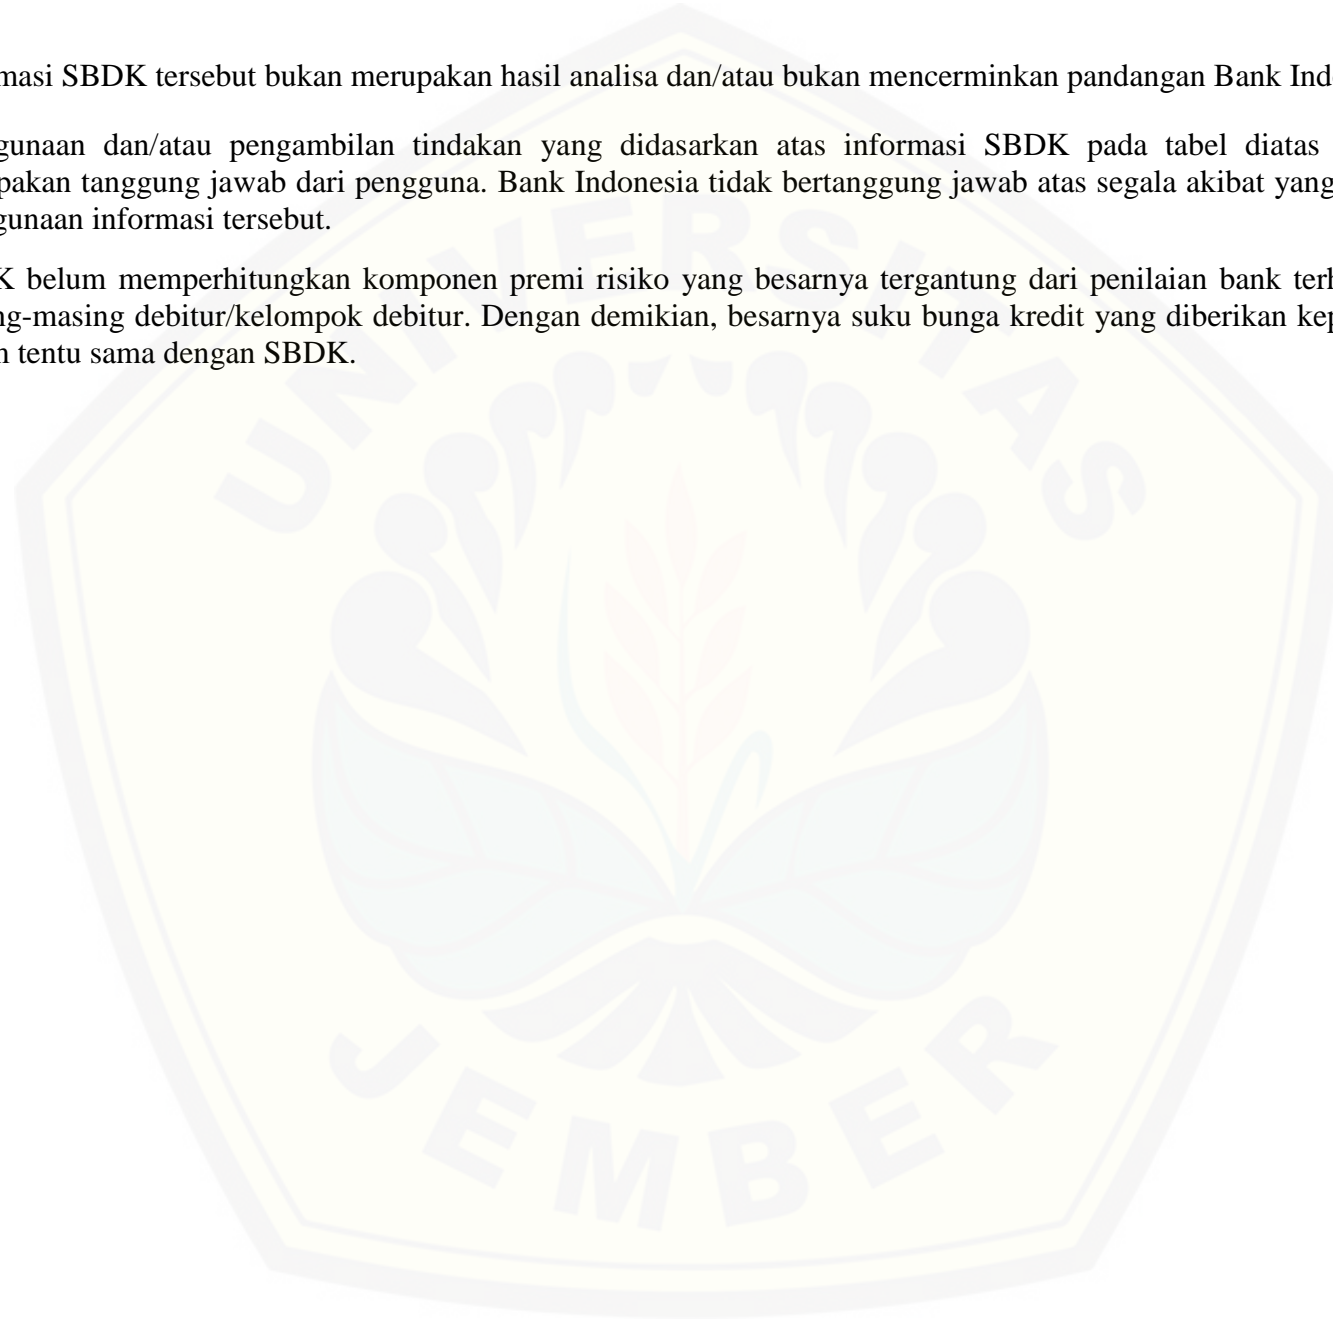 masi SBDK tersebut bukan merupakan hasil analisa dan/atau bukan mencerminkan pandangan Bank Ind
gunaan dan/atau pengambilan tindakan yang didasarkan atas informasi SBDK pada tabel diatas
pakan tanggung jawab dari pengguna. Bank Indonesia tidak bertanggung jawab atas segala akibat yang
gunaan informasi tersebut.
K belum memperhitungkan komponen premi risiko yang besarnya tergantung dari penilaian bank terh
ng-masing debitur/kelompok debitur. Dengan demikian, besarnya suku bunga kredit yang diberikan kep
n tentu sama dengan SBDK.
UNIVERSITAS
JEMBER